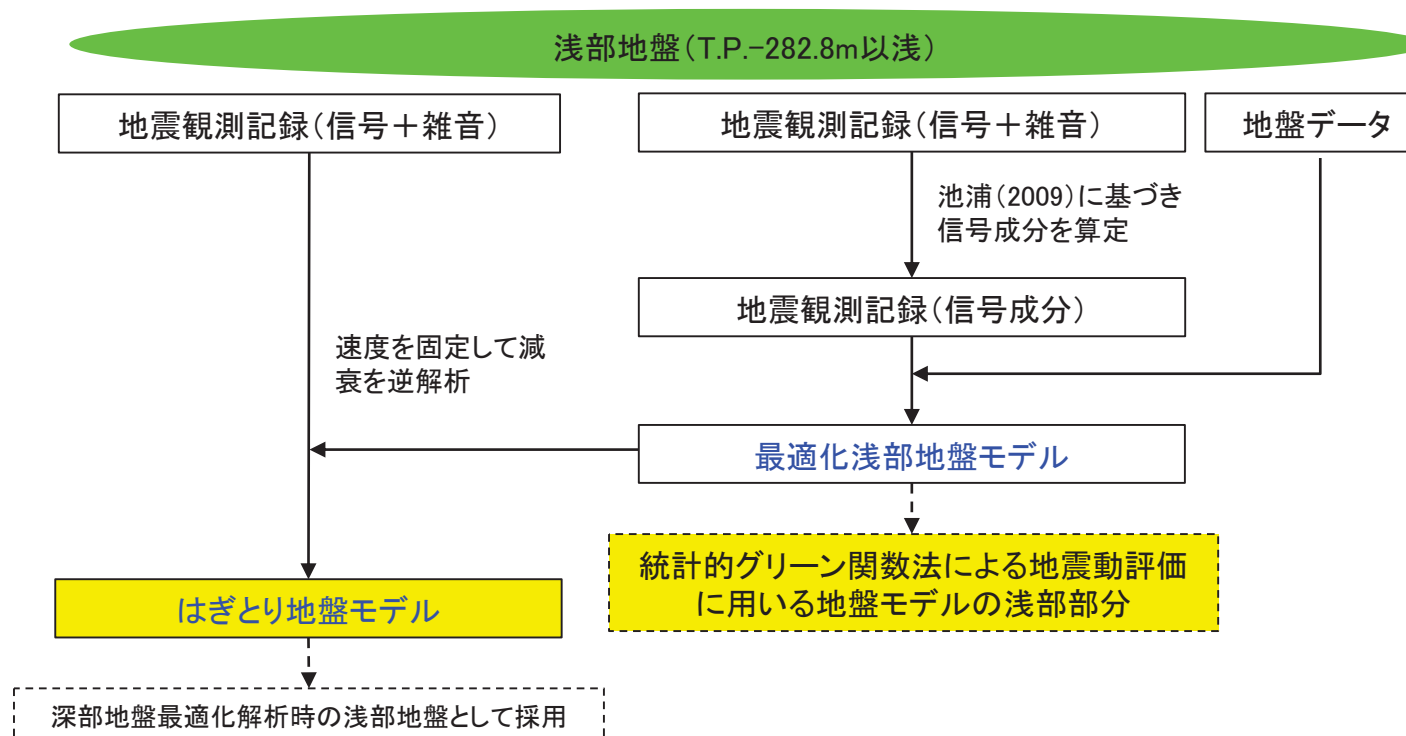 浅部地盤(T.P.-282.8m以浅)
地震観測記録(信号+雑音)
地震観測記録(信号+雑音)
地盤データ
池浦(2009)に基づき
信号成分を算定
地震観測記録(信号成分)
速度を固定して減
衰を逆解析
最適化浅部地盤モデル
統計的グリーン関数法による地震動評価
に用いる地盤モデルの浅部部分
はぎとり地盤モデル
深部地盤最適化解析時の浅部地盤として採用